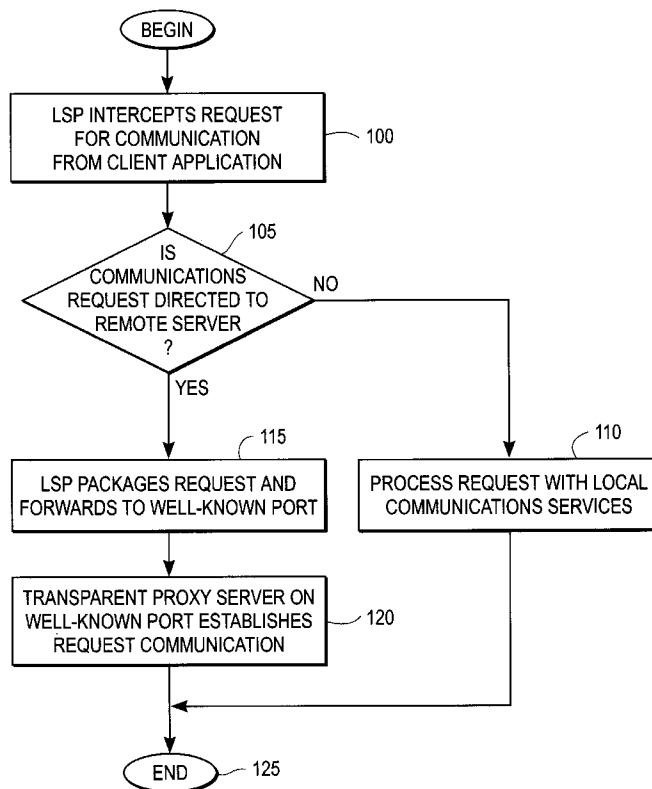 BEGIN
LSP INTERCEPTS REQUEST
FOR COMMUNICATION
FROM CLIENT APPLICATION
100
105
IS
COMMUNICATIONS
REQUEST DIRECTED TO
REMOTE SERVER
?
NO
YES
115
LSP PACKAGES REQUEST AND
FORWARDS TO WELL-KNOWN PORT
110
PROCESS REQUEST WITH LOCAL
COMMUNICATIONS SERVICES
TRANSPARENT PROXY SERVER ON
WELL-KNOWN PORT ESTABLISHES
REQUEST COMMUNICATION
120
END
125